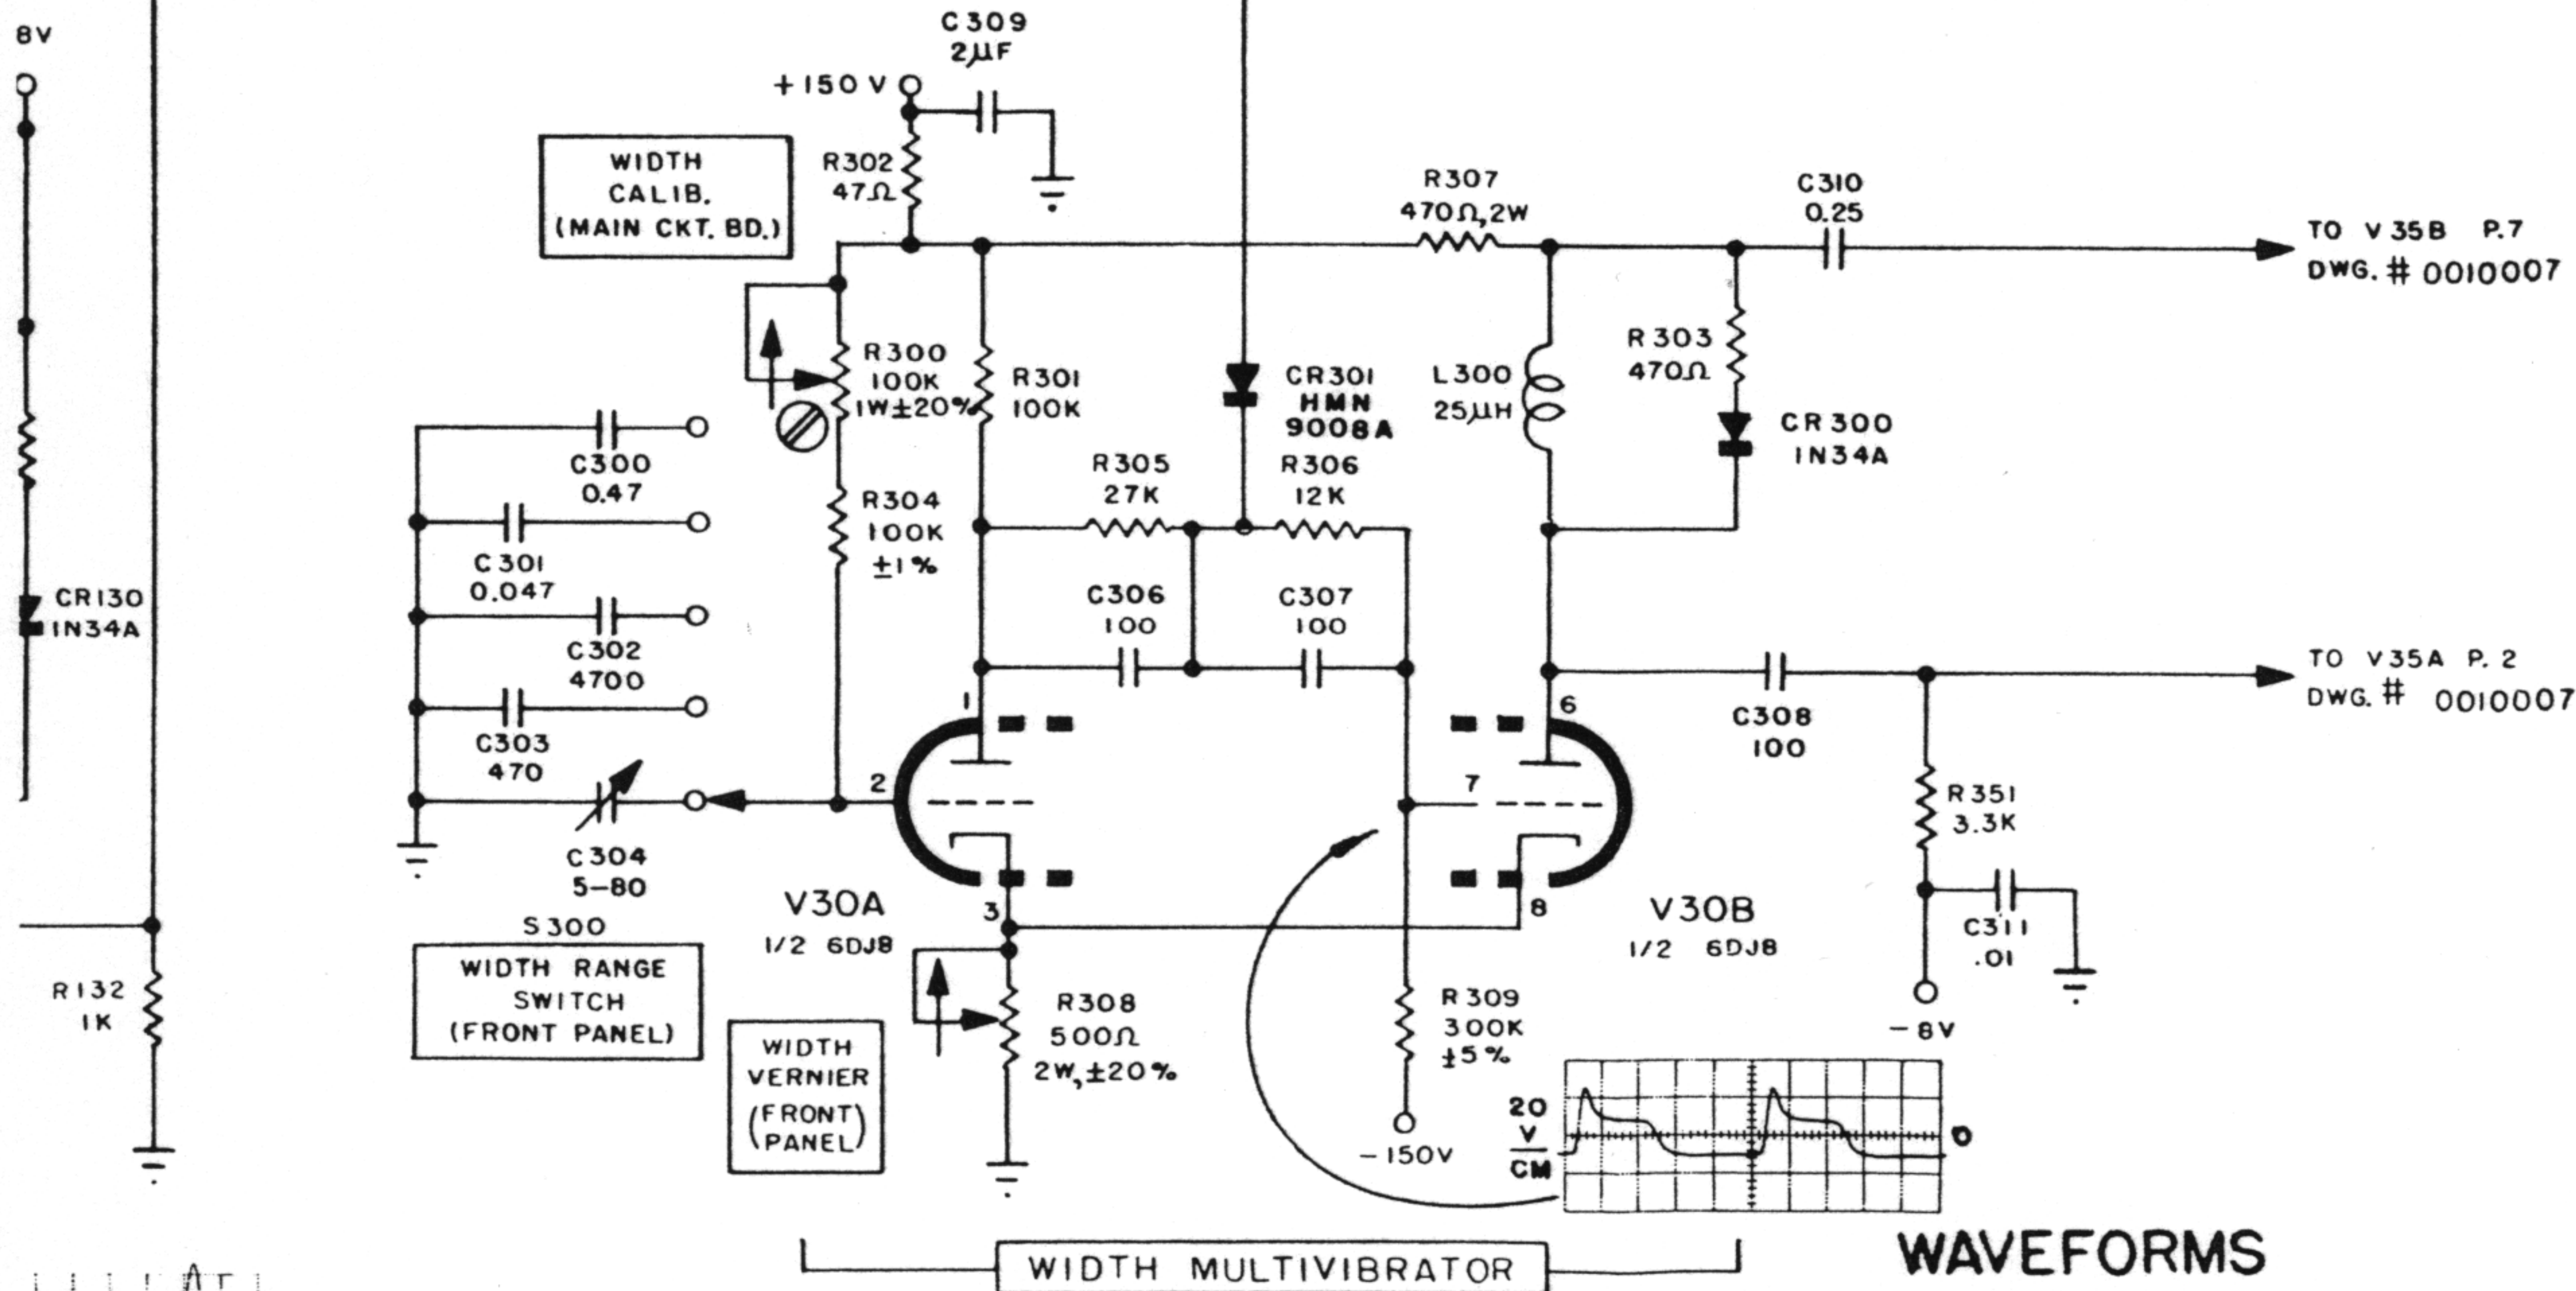 8V
C309
2µF
+150 V
WIDTH
CALIB.
(MAIN CKT. BD.)
R302
47Ω
R307
470Ω,2W
C310
0.25
TO V 35B P.7
DWG. # 0010007
R300
100K
1W±20%
R301
100K
CR301
HMN
9008A
L300
25µH
R303
470Ω
CR300
1N34A
C300
0.47
R305
27K
R306
12K
R304
100K
±1%
C301
0.047
CR130
1N34A
C306
100
C307
100
C302
4700
TO V35A P. 2
DWG. # 0010007
1
6
C308
100
C303
470
2
7
R351
3.3K
C304
5-80
V30A
1/2 6DJ8
3
8
V30B
1/2 6DJ8
C311
.01
S300
WIDTH RANGE
SWITCH
(FRONT PANEL)
R132
1K
R308
500Ω
2W,±20%
R309
300K
±5%
-8V
WIDTH
VERNIER
(FRONT
PANEL)
-150V
20
V
CM
0
WIDTH MULTIVIBRATOR
WAVEFORMS